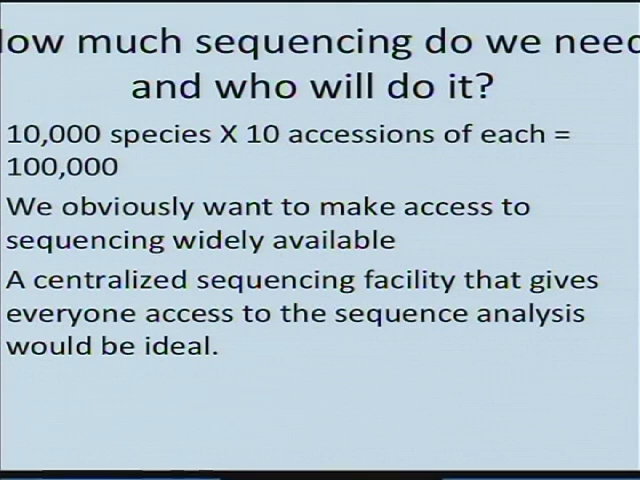 ow much sequencing do we nee
and who will do it?
10,000 species X 10 accessions of each =
100,000
We obviously want to make access to
sequencing widely available
A centralized sequencing facility that gives
everyone access to the sequence analysis
would be ideal.